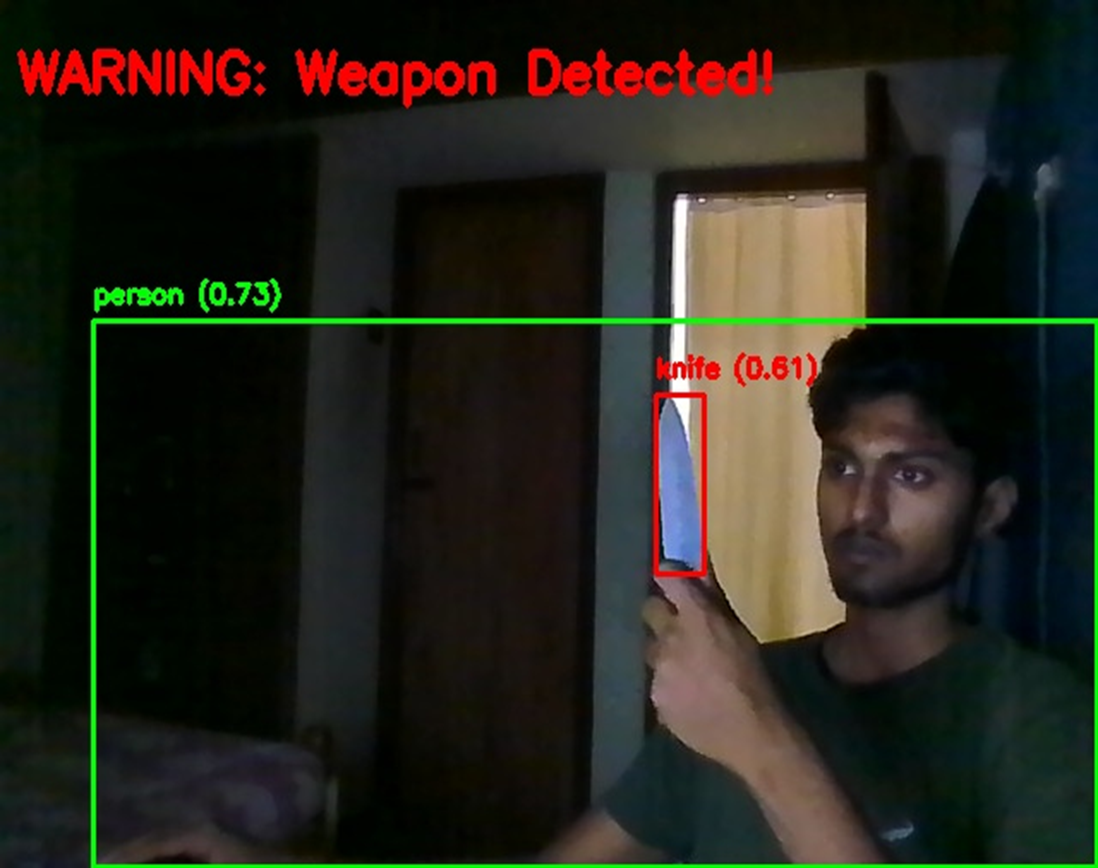 WARNING: Weapon Detected!
person (0.73)
knife (0.61)